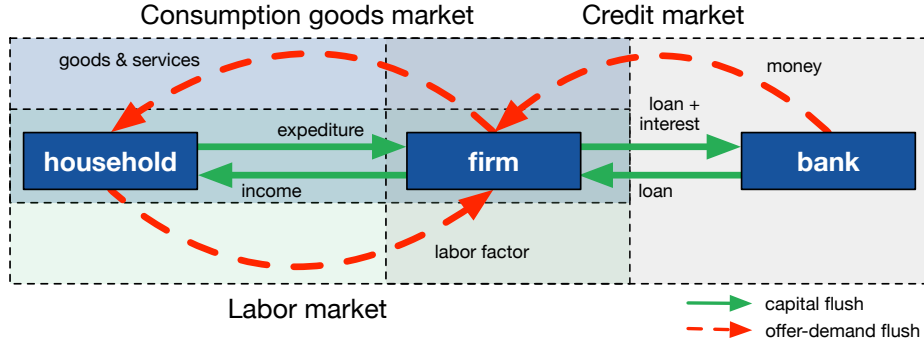 Consumption goods market
Credit market
goods & services
money
expediture
loan +
interest
household
firm
bank
income
loan
labor factor
Labor market
capital flush
offer-demand flush